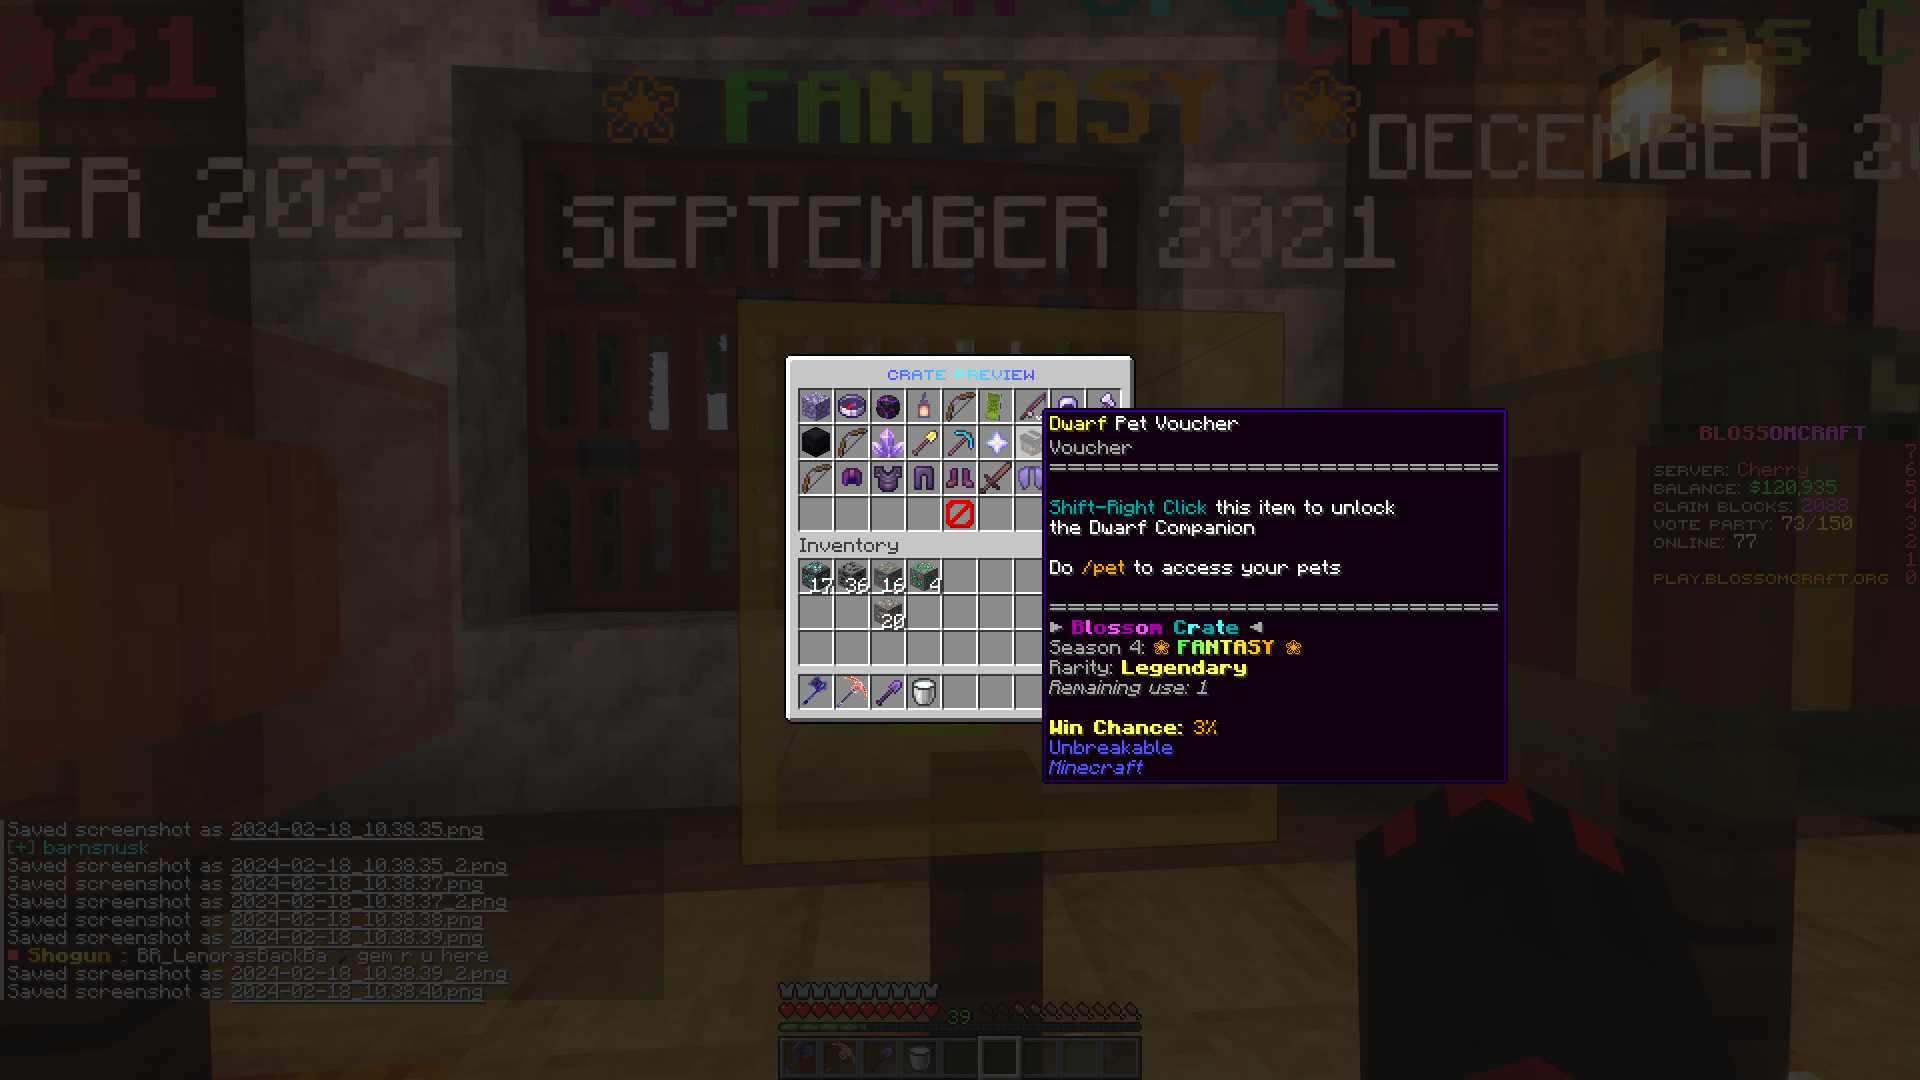 Blossom Crate
921
Christmas C
❀ FANTASY ❀
DECEMBER 20
ER 2021
SEPTEMBER 2021
CRATE PREVIEW
Inventory
17
36
16
4
20
Dwarf Pet Voucher
Voucher
Shift-Right Click this item to unlock
the Dwarf Companion
Do /pet to access your pets
► Blossom Crate ◄
Season 4: ❀ FANTASY ❀
Rarity: Legendary
Remaining use: 1
Win Chance: 3%
Unbreakable
Minecraft
BLOSSOMCRAFT
7
SERVER: Cherry 6
BALANCE: $120,935 5
CLAIM BLOCKS: 2088 4
VOTE PARTY: 73/150 3
ONLINE: 77 2
1
PLAY.BLOSSOMCRAFT.ORG 0
Saved screenshot as 2024-02-18_10.38.35.png
[+] barnsnusk
Saved screenshot as 2024-02-18_10.38.35_2.png
Saved screenshot as 2024-02-18_10.38.37.png
Saved screenshot as 2024-02-18_10.38.37_2.png
Saved screenshot as 2024-02-18_10.38.38.png
Saved screenshot as 2024-02-18_10.38.39.png
Shogun : BR_LenorasBackBa gem r u here
Saved screenshot as 2024-02-18_10.38.39_2.png
Saved screenshot as 2024-02-18_10.38.40.png
39